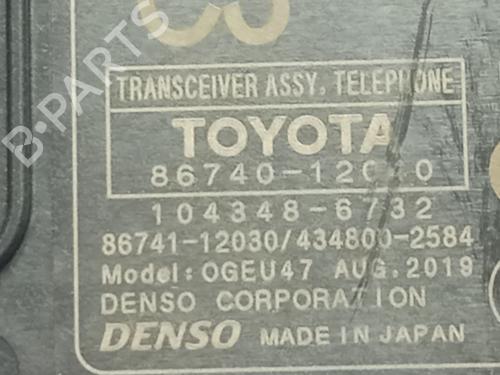 B-PARTS
TRANSCEIVER ASSY, TELEPHONE
TOYOTA
104348-6732
86741-12030/434800-2584
Model: OGEU47 AUG.2019
DENSO CORPORATION
DENSO MADE IN JAPAN